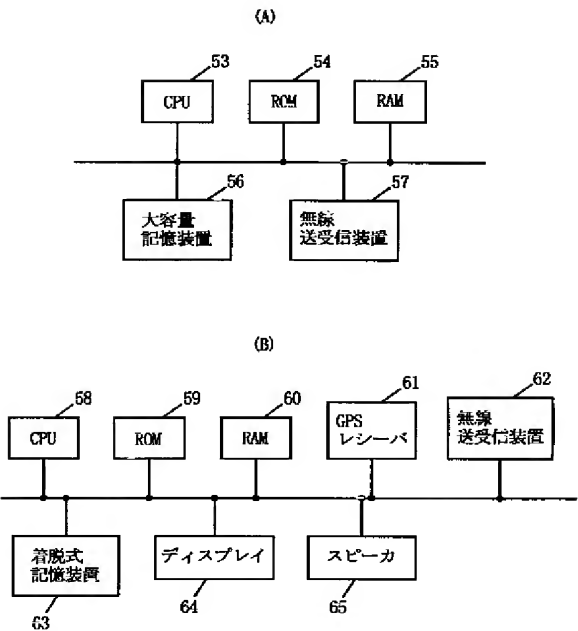 (A)
53
54
55
CPU
ROM
RAM
56
57
大容量
記憶装置
無線
送受信装置
(B)
58
59
60
61
62
CPU
ROM
RAM
GPS
レシーバ
無線
送受信装置
着脱式
記憶装置
ディスプレイ
スピーカ
63
64
65